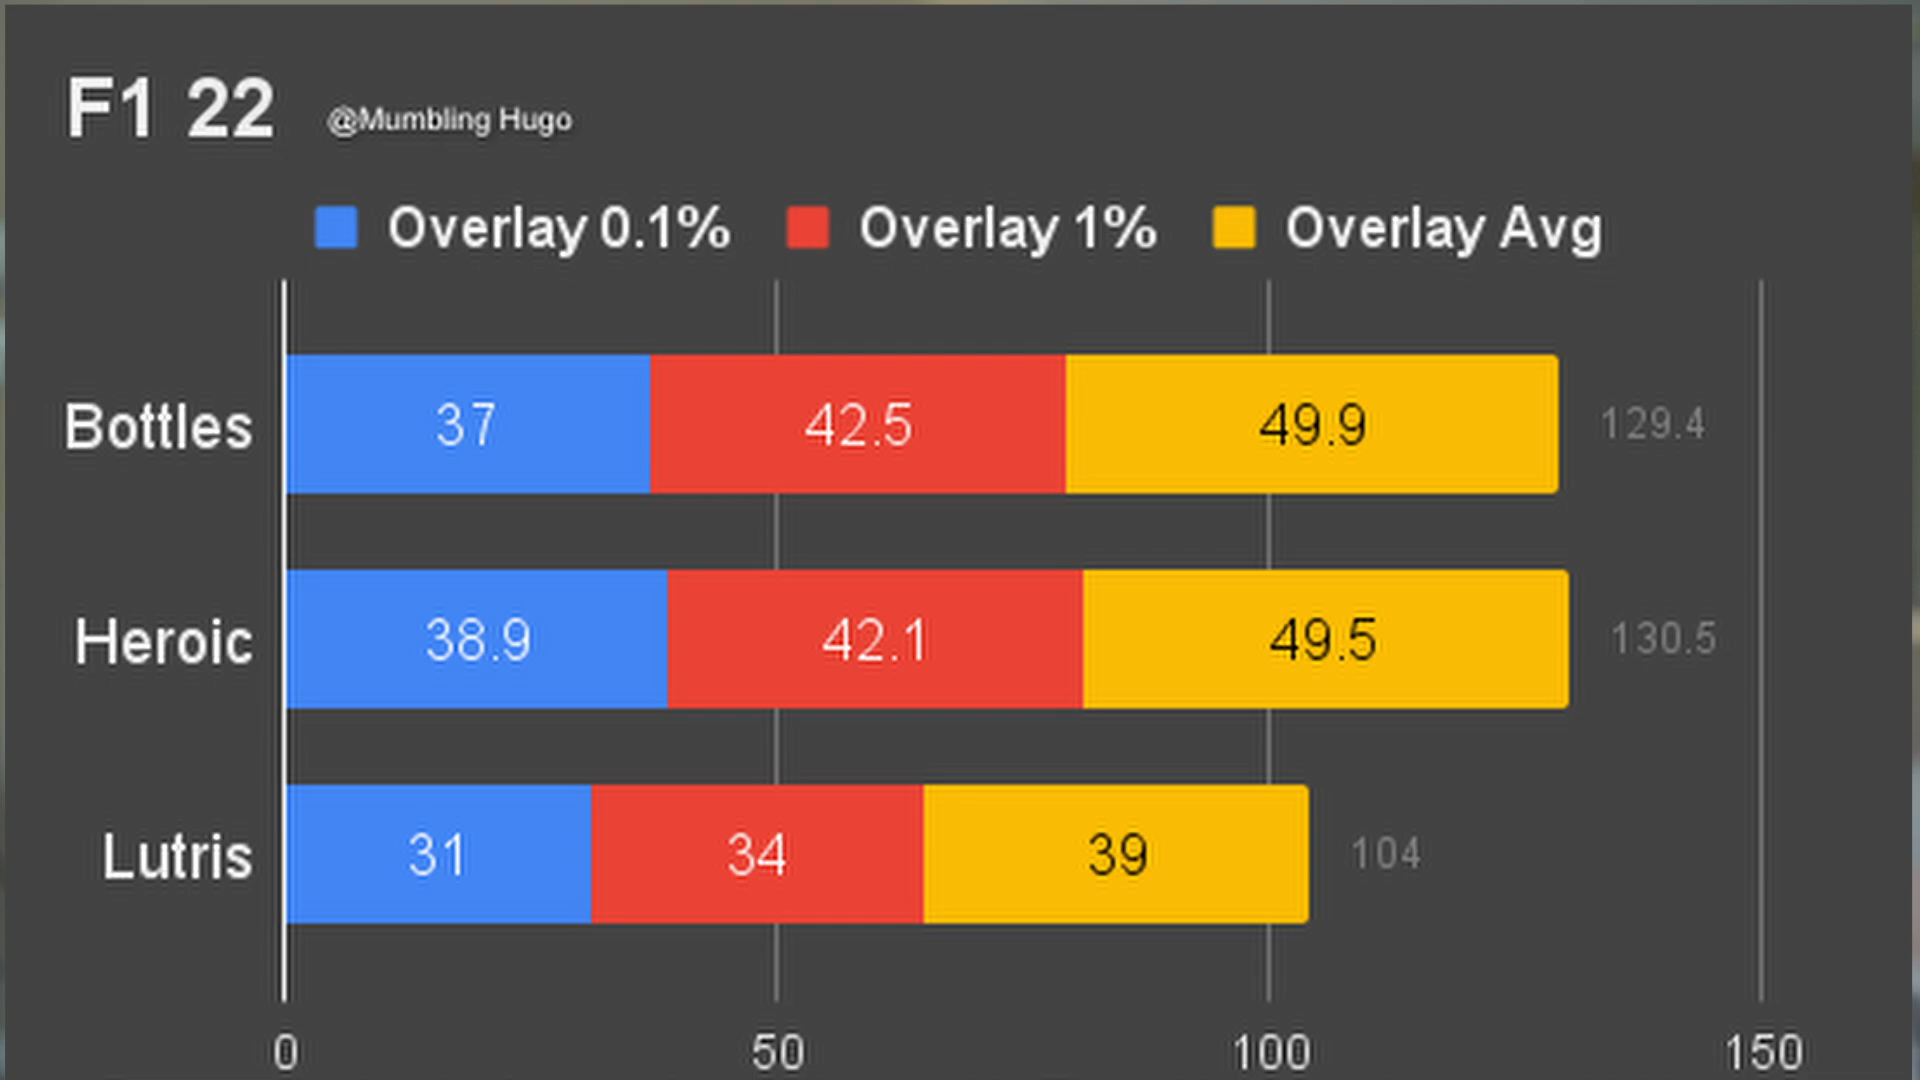 F1 22 @Mumbling Hugo
Overlay 0.1% Overlay 1% Overlay Avg
Bottles 37 42.5 49.9 129.4
Heroic 38.9 42.1 49.5 130.5
Lutris 31 34 39 104
0 50 100 150